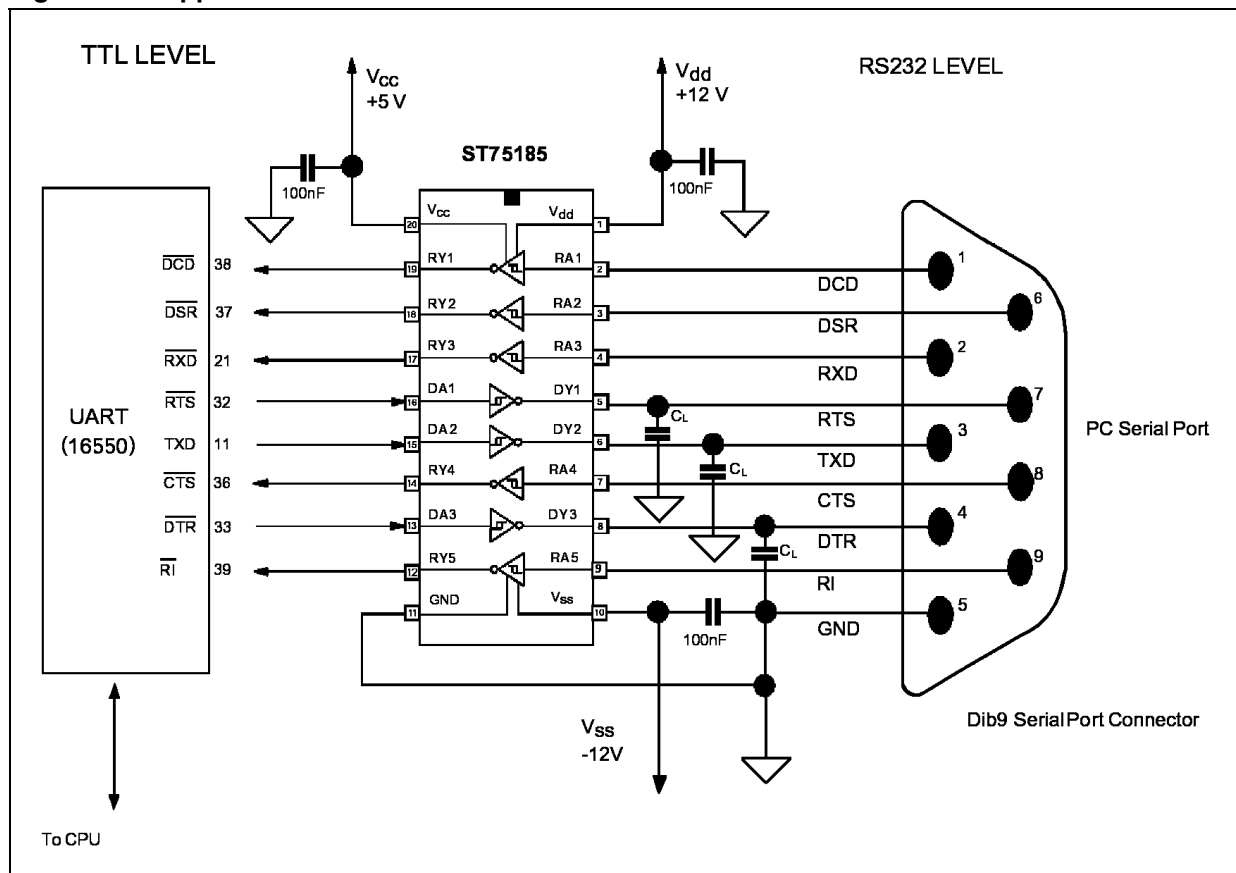 TTL LEVEL
RS232 LEVEL
VCC
+5 V
Vdd
+12 V
ST75185
100nF
100nF
20 VCC Vdd 1
DCD 38 19 RY1 RA1 2 DCD 1
DSR 37 18 RY2 RA2 3 DSR 6
RXD 21 17 RY3 RA3 4 RXD 2
RTS 32 16 DA1 DY1 5 CL RTS 7
UART
(16550)
TXD 11 15 DA2 DY2 6 CL TXD 3
PC Serial Port
CTS 36 14 RY4 RA4 7 CTS 8
DTR 33 13 DA3 DY3 8 CL DTR 4
RI 39 12 RY5 RA5 9 RI 9
11 GND VSS 10 100nF GND 5
VSS
-12V
Dib9 SerialPort Connector
To CPU